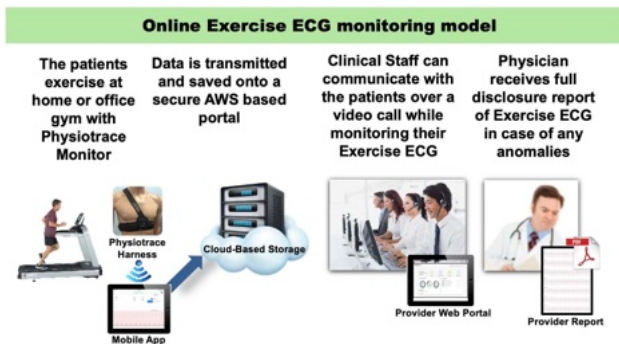 Online Exercise ECG monitoring model
The patients
exercise at
home or office
gym with
Physiotrace
Monitor
Data is transmitted
and saved onto a
secure AWS based
portal
Clinical Staff can
communicate with
the patients over a
video call while
monitoring their
Exercise ECG
Physician
receives full
disclosure report
of Exercise ECG
in case of any
anomalies
Physiotrace
Harness
Cloud-Based Storage
Mobile App
Provider Web Portal
PDF
Provider Report